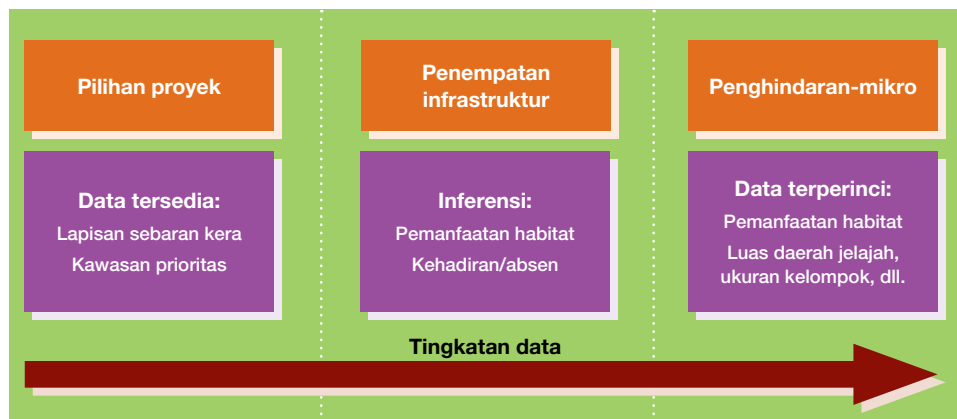 Pilihan proyek
Data tersedia:
Lapisan sebaran kera
Kawasan prioritas
Penempatan
infrastruktur
Inferensi:
Pemanfaatan habitat
Kehadiran/absen
Penghindaran-mikro
Data terperinci:
Pemanfaatan habitat
Luas daerah jelajah,
ukuran kelompok, dll.
Tingkatan data